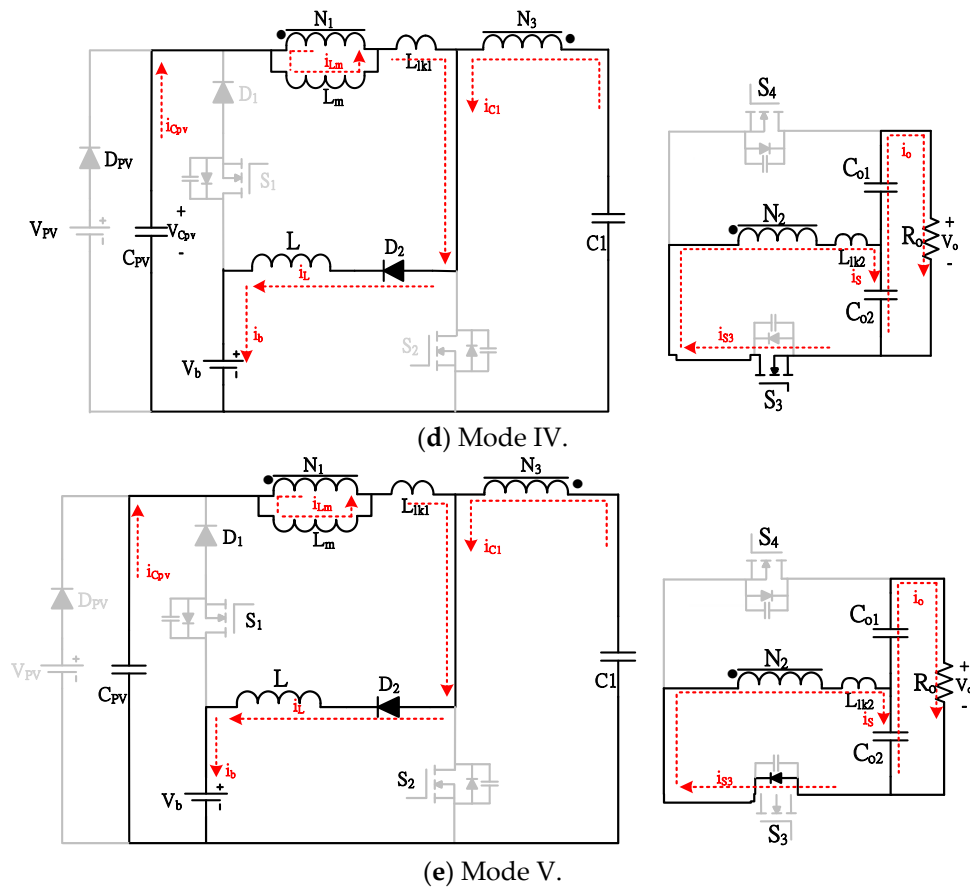 N1 N3
iLm Llk1
Lm iC1
D1 S4
iCpv
DPV S1 Co1 io
VPV + - + VCpv - N2 + Ro Vo -
CPV L D2 C1 Llk2
iL iS Co2
ib S2 iS3
Vb + -
S3
(d) Mode IV.
N1 N3
iLm Llk1
Lm iC1
D1 S4
iCpv io
DPV S1 Co1
VPV + - L D2 C1 N2 + Ro Vo -
CPV Llk2
iL iS Co2
ib S2 iS3
Vb + -
S3
(e) Mode V.